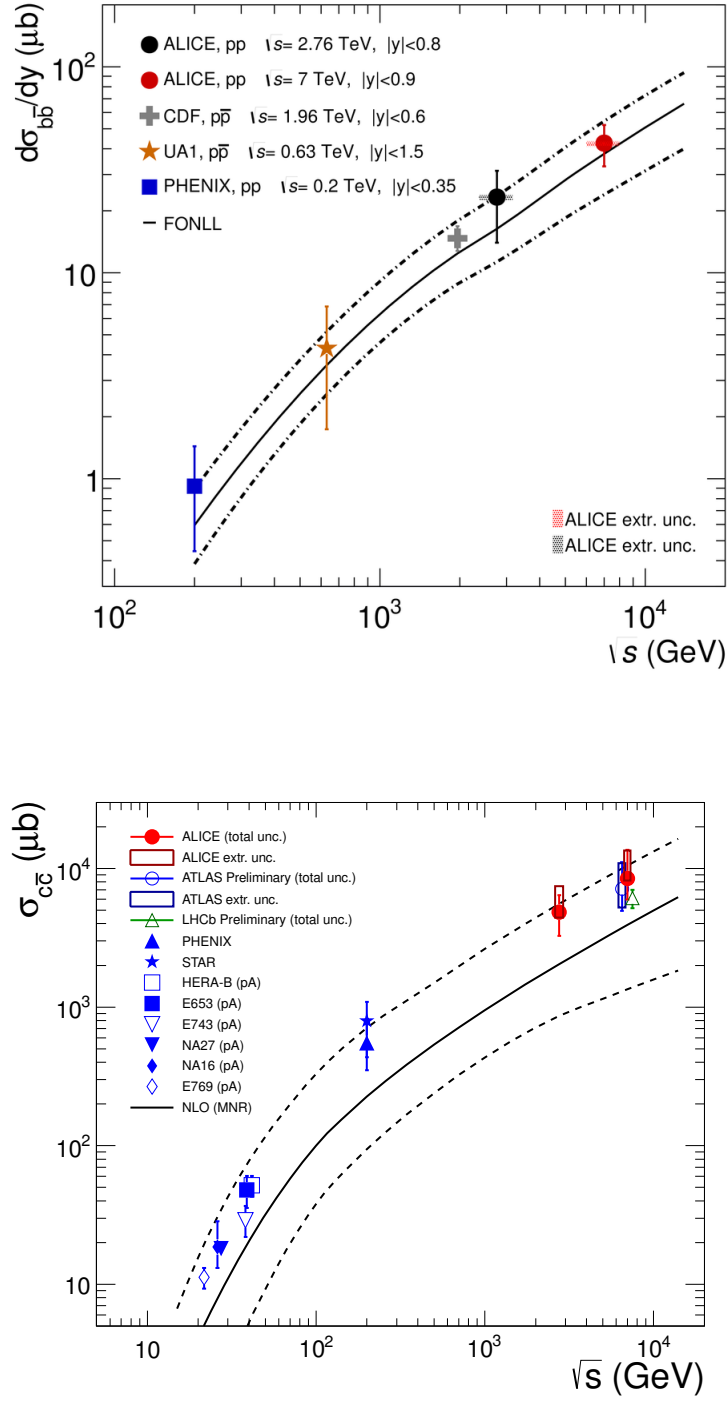 dσbb̅/dy (μb)
10²
10
1
ALICE, pp √s= 2.76 TeV, |y|<0.8
ALICE, pp √s= 7 TeV, |y|<0.9
CDF, pp̅ √s= 1.96 TeV, |y|<0.6
UA1, pp̅ √s= 0.63 TeV, |y|<1.5
PHENIX, pp √s= 0.2 TeV, |y|<0.35
FONLL
ALICE extr. unc.
ALICE extr. unc.
10² 10³ 10⁴
√s (GeV)
σcc̅ (μb)
10⁴
10³
10²
10
ALICE (total unc.)
ALICE extr. unc.
ATLAS Preliminary (total unc.)
ATLAS extr. unc.
LHCb Preliminary (total unc.)
PHENIX
STAR
HERA-B (pA)
E653 (pA)
E743 (pA)
NA27 (pA)
NA16 (pA)
E769 (pA)
NLO (MNR)
10 10² 10³ 10⁴
√s (GeV)